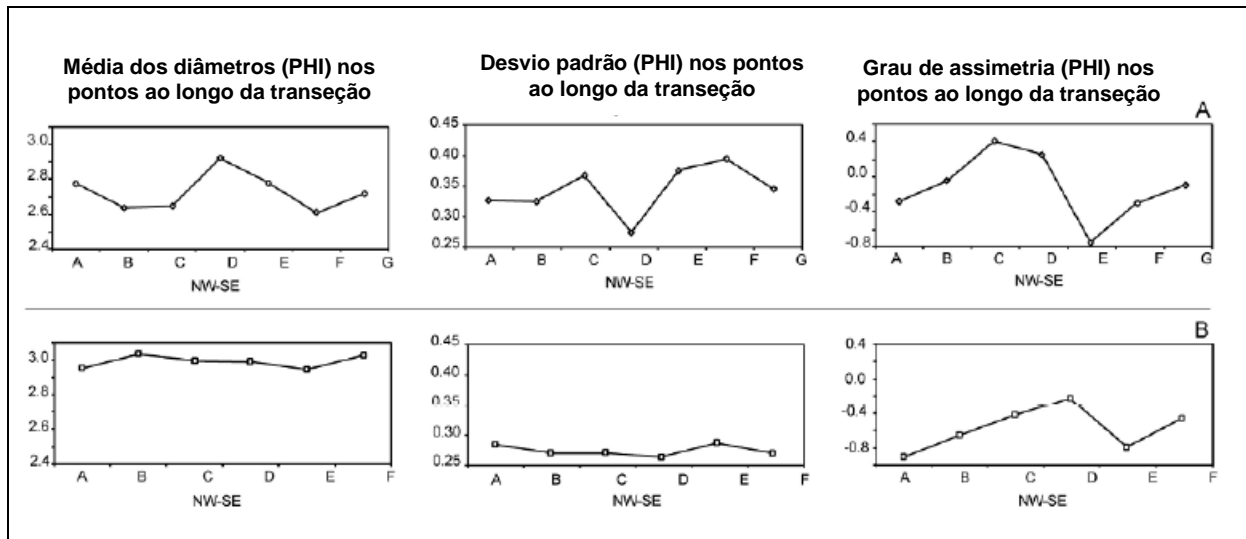 Média dos diâmetros (PHI) nos
pontos ao longo da transeção
Desvio padrão (PHI) nos pontos
ao longo da transeção
Grau de assimetria (PHI) nos
pontos ao longo da transeção
A
3.0
2.8
2.6
2.4
A B C D E F G
NW-SE
0.45
0.40
0.35
0.30
0.25
A B C D E F G
NW-SE
0.4
0.0
-0.4
-0.8
A B C D E F G
NW-SE
B
3.0
2.8
2.6
2.4
A B C D E F
NW-SE
0.45
0.40
0.35
0.30
0.25
A B C D E F
NW-SE
0.4
0.0
-0.4
-0.8
A B C D E F
NW-SE